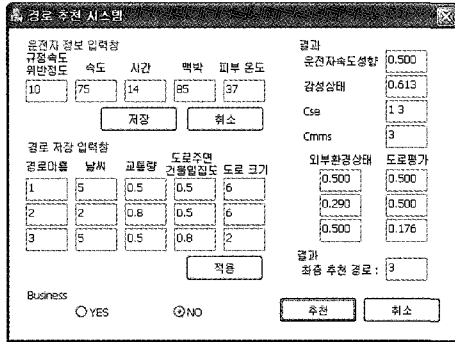 경로 추천 시스템
운전자 정보 입력창
규정속도 위반정도 속도 시간 맥박 피부 온도
10 75 14 85 37
저장 취소
경로 저장 입력창
경로이름 날씨 교통량 도로주변 건물밀집도 도로 크기
1 5 0.5 0.5 6
2 2 0.8 0.5 6
3 5 0.5 0.8 2
적용
Business
YES NO
결과
운전자속도성향 0.500
감성상태 0.613
Cse 1 3
Cmms 3
외부환경상태 도로평가
0.500 0.500
0.290 0.500
0.500 0.176
결과
최종 추천 경로 : 3
추천 취소